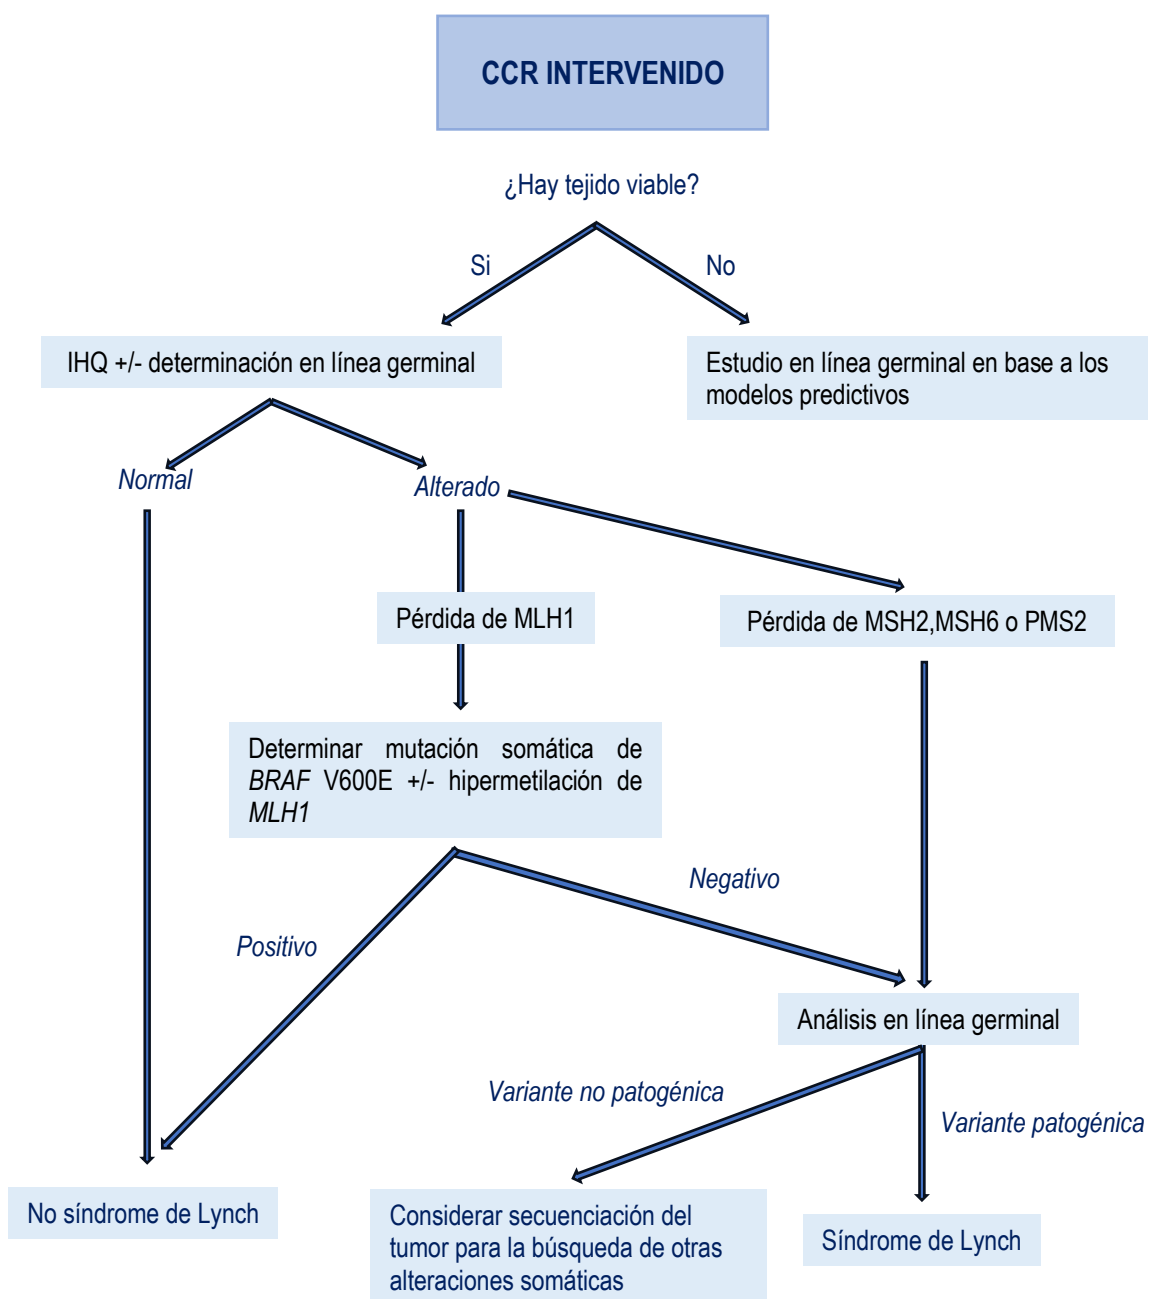 CCR INTERVENIDO
¿Hay tejido viable?
Si
No
IHQ +/- determinación en línea germinal
Estudio en línea germinal en base a los
modelos predictivos
Normal
Alterado
Pérdida de MLH1
Pérdida de MSH2,MSH6 o PMS2
Determinar mutación somática de
BRAF V600E +/- hipermetilación de
MLH1
Negativo
Positivo
Análisis en línea germinal
Variante no patogénica
Variante patogénica
No síndrome de Lynch
Considerar secuenciación del
tumor para la búsqueda de otras
alteraciones somáticas
Síndrome de Lynch